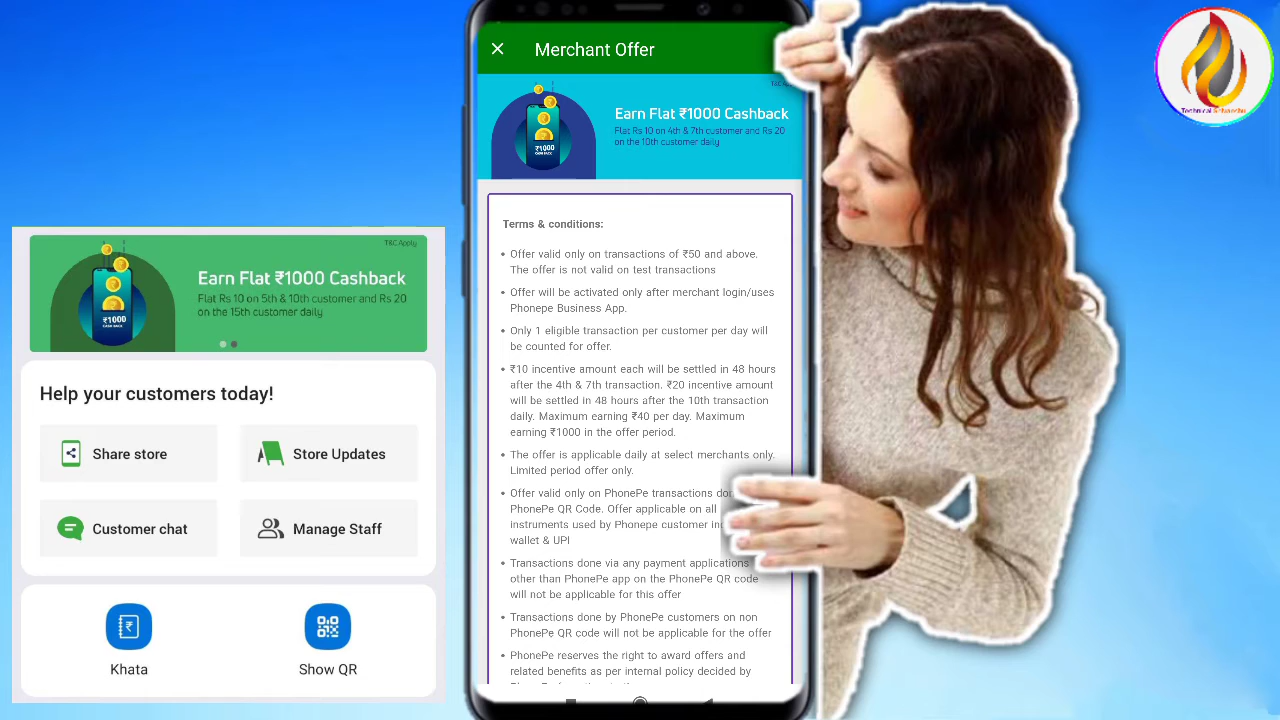 T&C Apply
Earn Flat ₹1000 Cashback
Flat Rs 10 on 5th & 10th customer and Rs 20
on the 15th customer daily
₹1000
CASH BACK
Help your customers today!
Share store
Store Updates
Customer chat
Manage Staff
Khata
Show QR
Merchant Offer
Earn Flat ₹1000 Cashback
Flat Rs 10 on 4th & 7th customer and Rs 20
on the 10th customer daily
₹1000
CASH BACK
Terms & conditions:
• Offer valid only on transactions of ₹50 and above.
The offer is not valid on test transactions
• Offer will be activated only after merchant login/uses
Phonepe Business App.
• Only 1 eligible transaction per customer per day will
be counted for offer.
• ₹10 incentive amount each will be settled in 48 hours
after the 4th & 7th transaction. ₹20 incentive amount
will be settled in 48 hours after the 10th transaction
daily. Maximum earning ₹40 per day. Maximum
earning ₹1000 in the offer period.
• The offer is applicable daily at select merchants only.
Limited period offer only.
• Offer valid only on PhonePe transactions
PhonePe QR Code. Offer applicable on all
instruments used by Phonepe customer
wallet & UPI
• Transactions done via any payment applications
other than PhonePe app on the PhonePe QR code
will not be applicable for this offer
• Transactions done by PhonePe customers on non
PhonePe QR code will not be applicable for the offer
• PhonePe reserves the right to award offers and
related benefits as per internal policy decided by
Technical